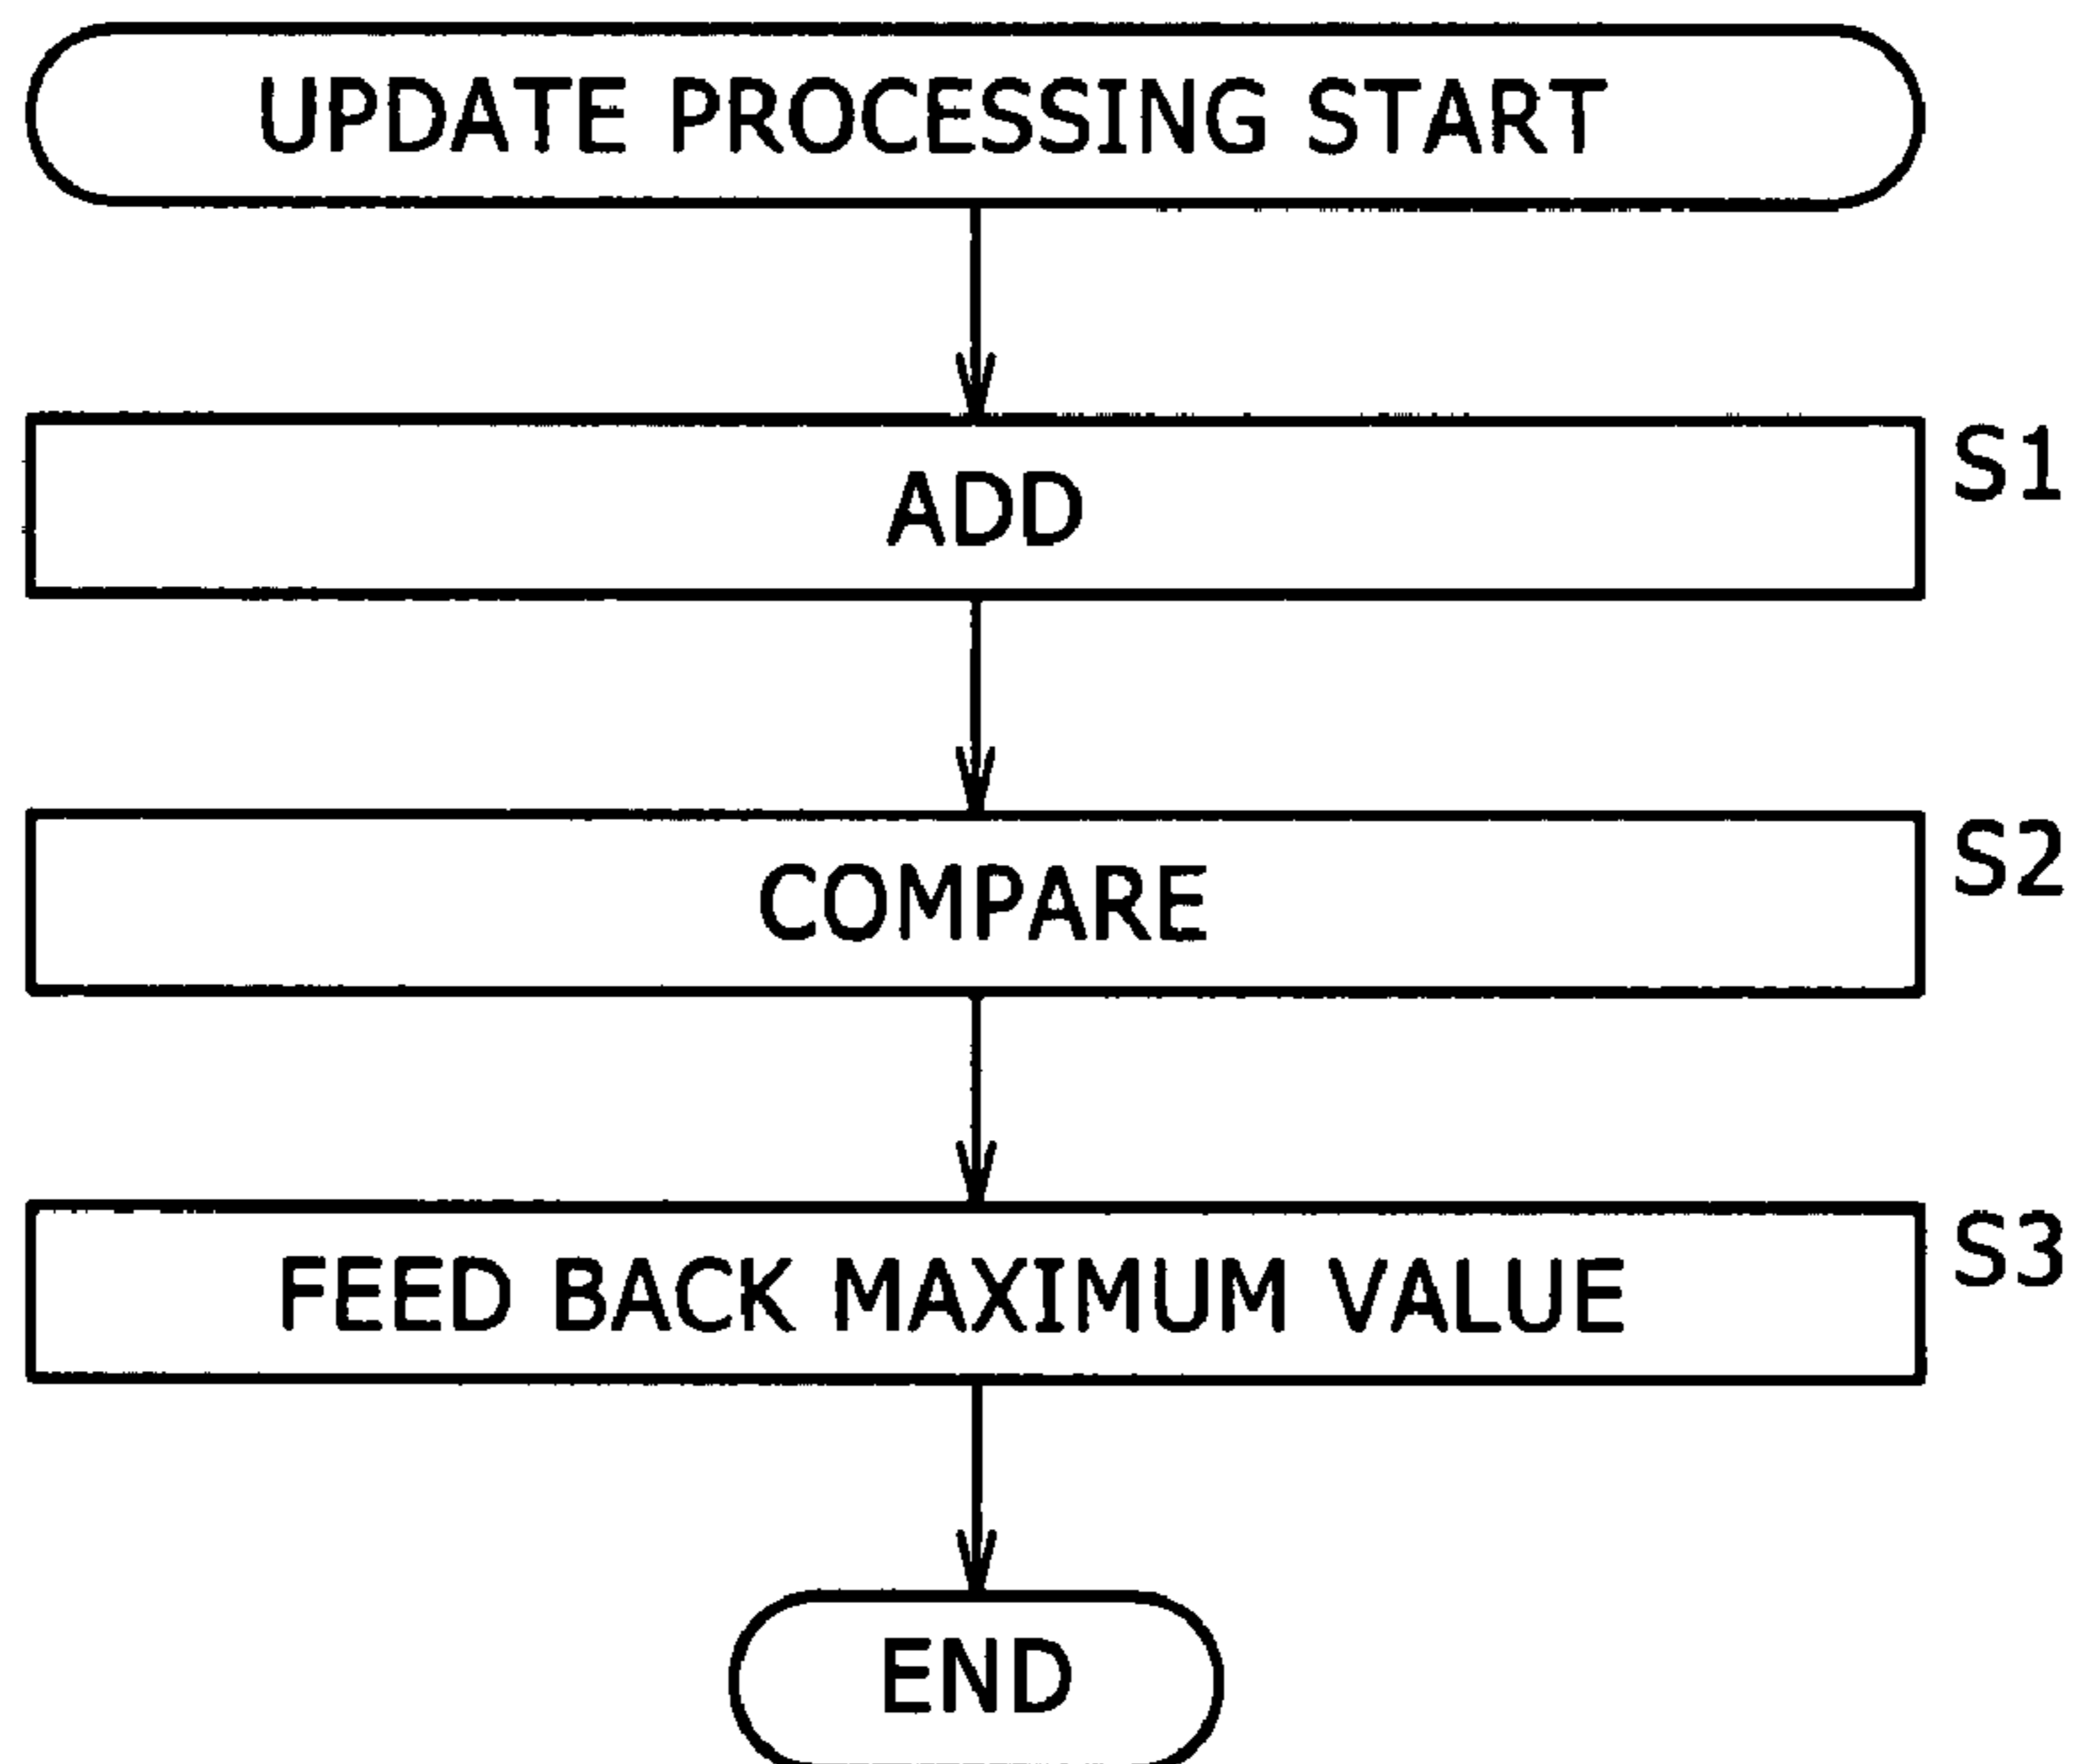 UPDATE PROCESSING START
ADD
S1
COMPARE
S2
FEED BACK MAXIMUM VALUE
S3
END